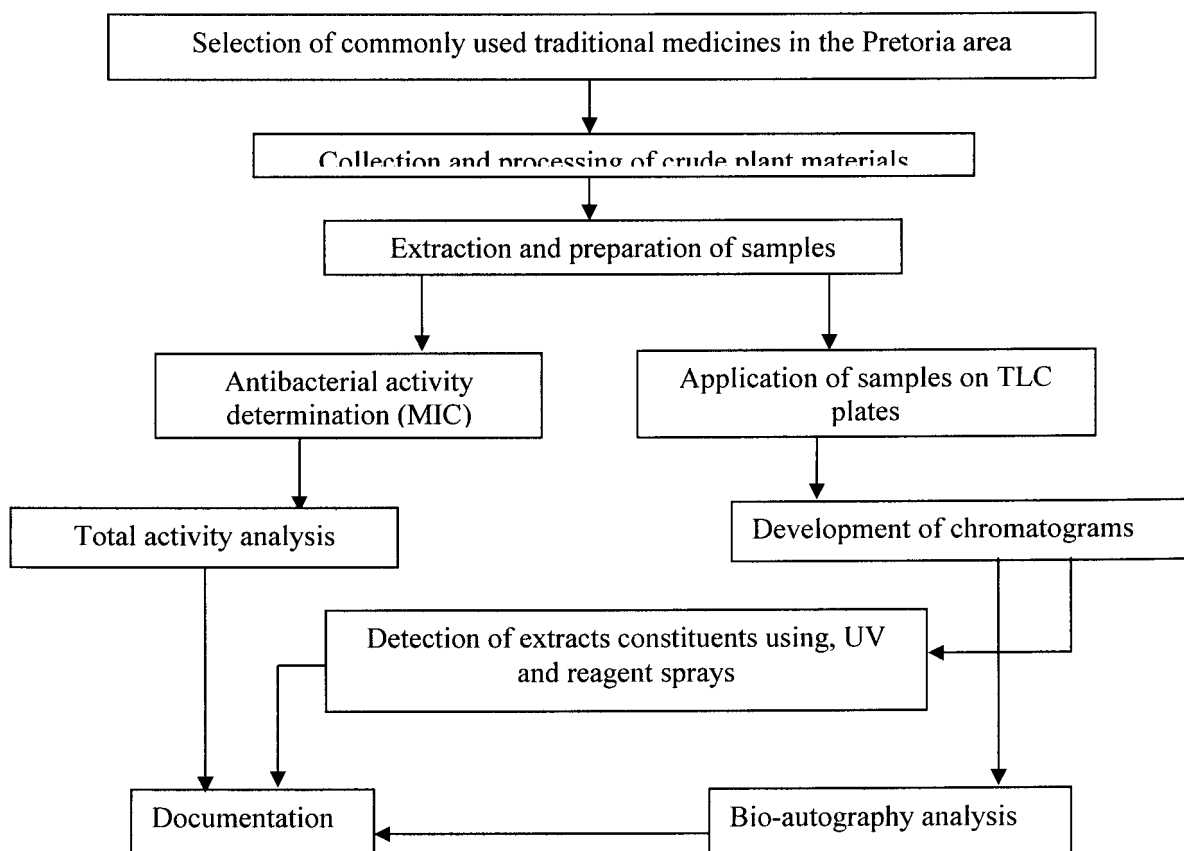 Selection of commonly used traditional medicines in the Pretoria area
Collection and processing of crude plant materials
Extraction and preparation of samples
Antibacterial activity
determination (MIC)
Application of samples on TLC
plates
Total activity analysis
Development of chromatograms
Detection of extracts constituents using, UV
and reagent sprays
Documentation
Bio-autography analysis